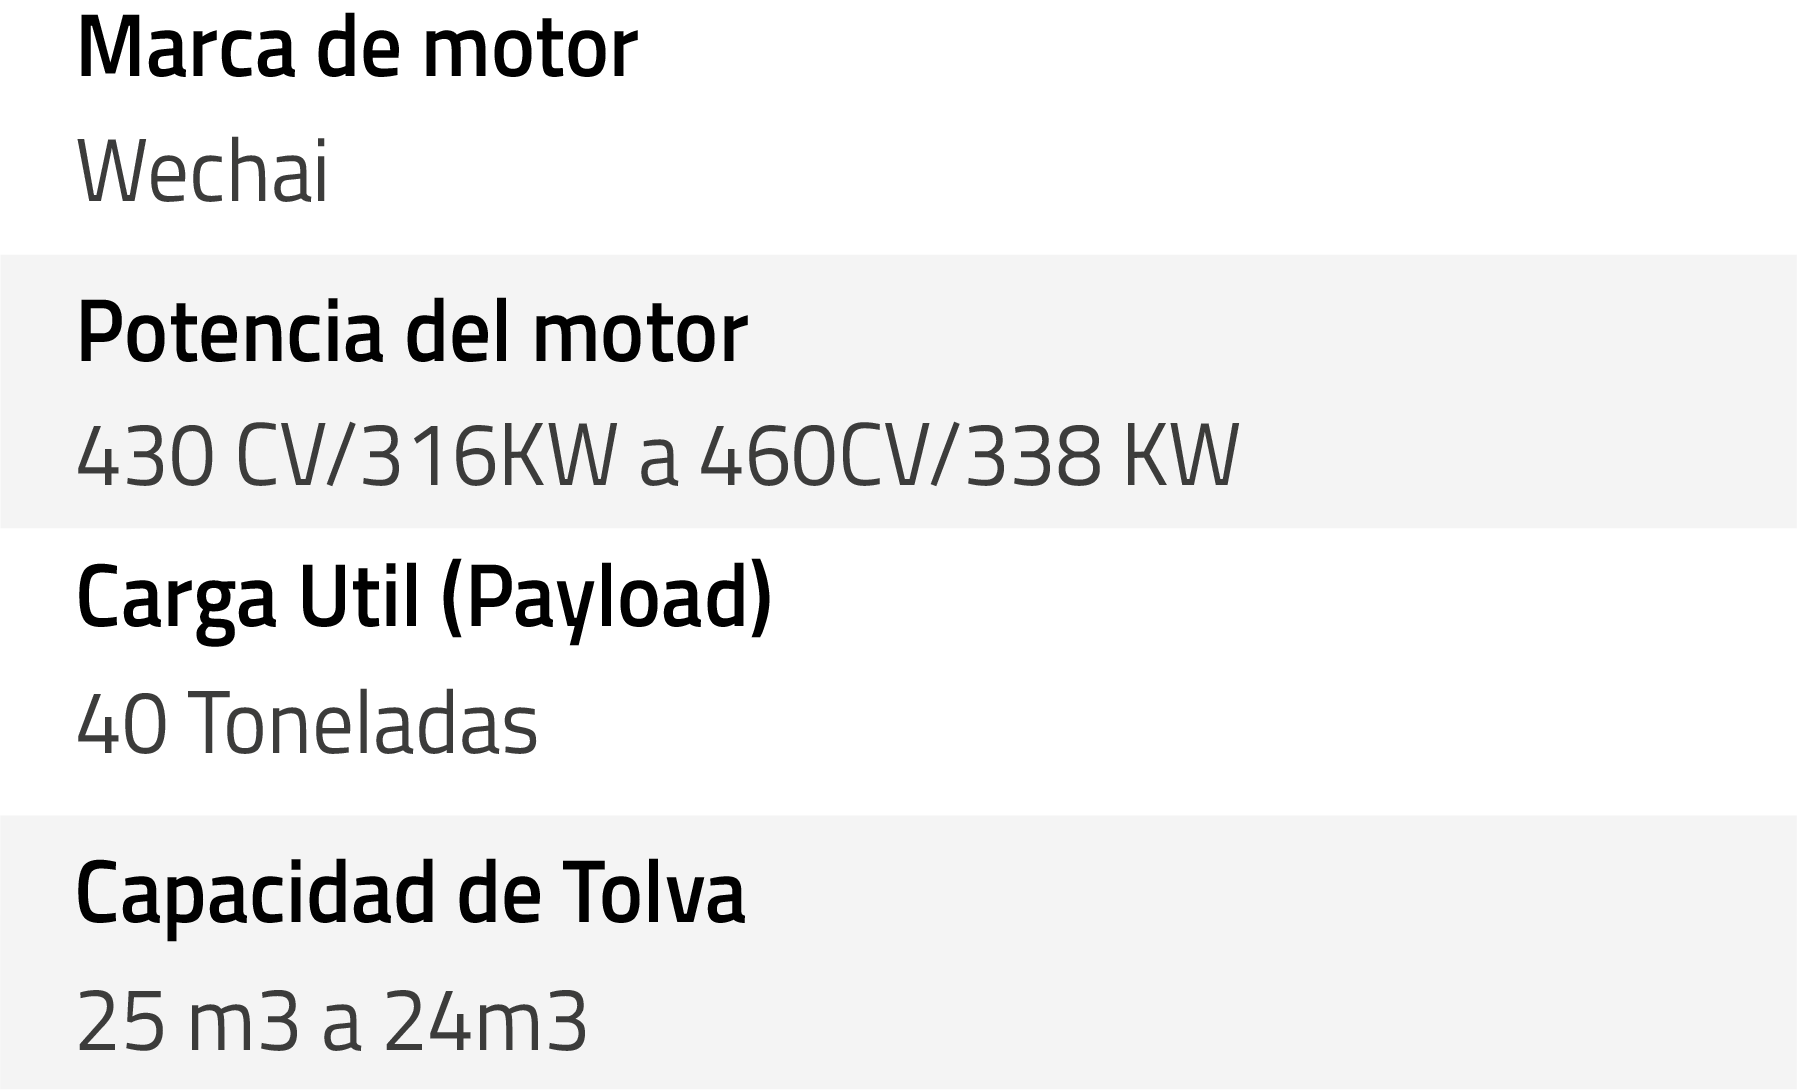 Marca de motor
Wechai
Potencia del motor
430 CV/316KW a 460CV/338 KW
Carga Util (Payload)
40 Toneladas
Capacidad de Tolva
25 m3 a 24m3